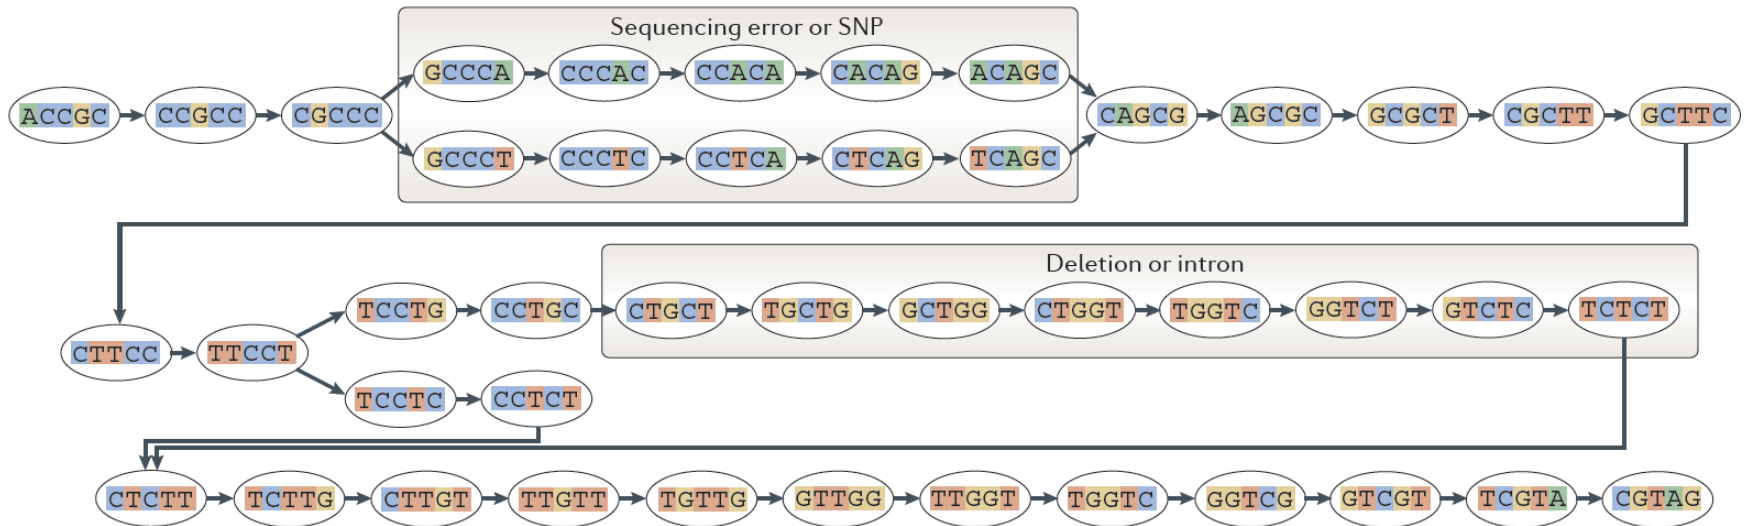 Sequencing error or SNP
GCCCA CCCAC CCACA CACAG ACAGC
ACCGC CCGCC CGCCC CAGCG AGCGC GCGCT CGCTT GCTTC
GCCCT CCCTC CCTCA CTCAG TCAGC
Deletion or intron
TCCTG CCTGC CTGCT TGCTG GCTGG CTGGT TGGTC GGTCT GTCTC TCTCT
CTTCC TTCCT
TCCTC CCTCT
CTCTT TCTTG CTTGT TTGTT TGTTG GTTGG TTGGT TGGTC GGTCG GTCGT TCGTA CGTAG